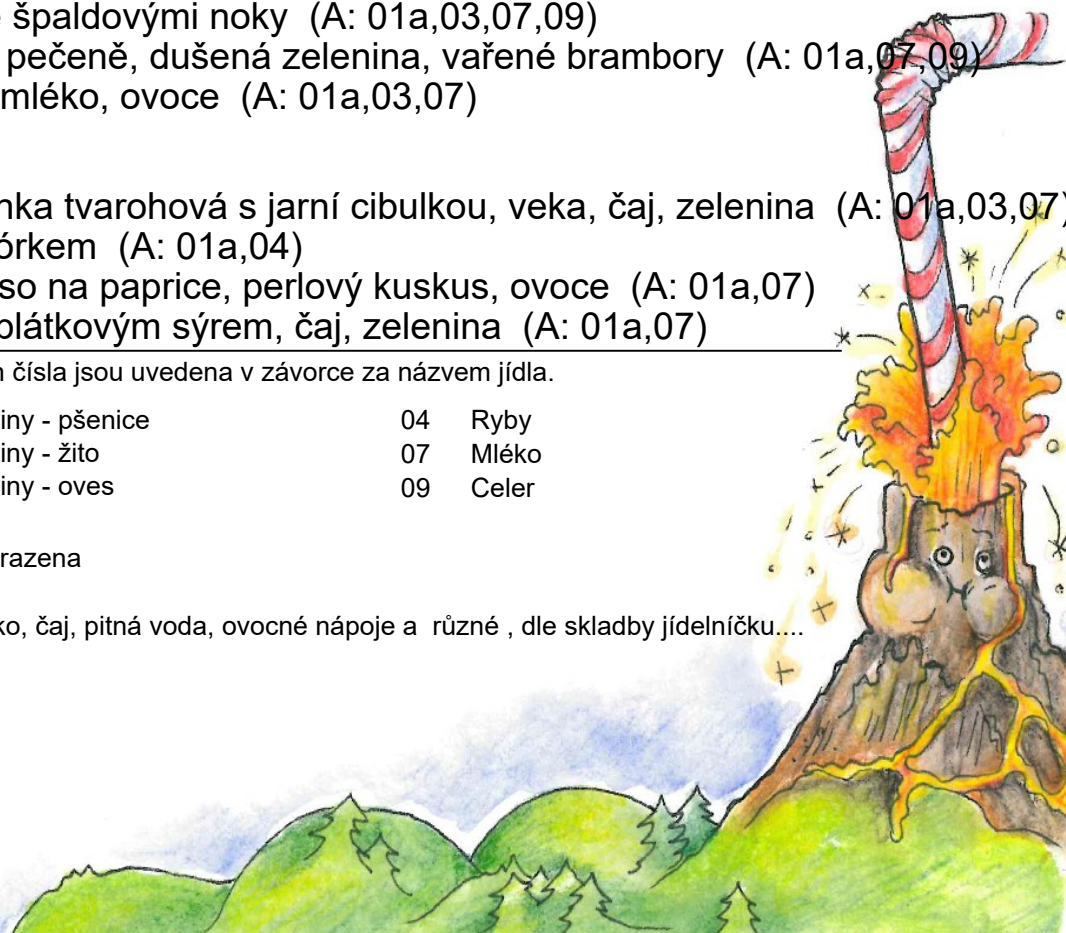 špaldovými noky (A: 01a,03,07,09)
pečeně, dušená zelenina, vařené brambory (A: 01a,07,09)
mléko, ovoce (A: 01a,03,07)
nka tvarohová s jarní cibulkou, veka, čaj, zelenina (A: 01a,03,07)
órkem (A: 01a,04)
so na paprice, perlový kuskus, ovoce (A: 01a,07)
plátkovým sýrem, čaj, zelenina (A: 01a,07)
čísla jsou uvedena v závorce za názvem jídla.
iny - pšenice 04 Ryby
iny - žito 07 Mléko
iny - oves 09 Celer
razena
ko, čaj, pitná voda, ovocné nápoje a různé , dle skladby jídelníčku....